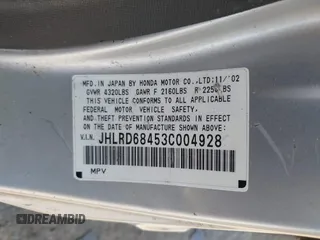 MFD. IN JAPAN BY HONDA MOTOR CO.,LTD:11/'02
GVWR 4320LBS GAWR F 2160LBS R 2250LBS
THIS VEHICLE CONFORMS TO ALL APPLICABLE
FEDERAL MOTOR VEHICLE SAFETY AND THEFT
PREVENTION STANDARDS IN EFFECT ON THE DATE
OF MANUFACTURE SHOWN ABOVE.
V.I.N. JHLRD68453C004928
MPV
DREAMBID